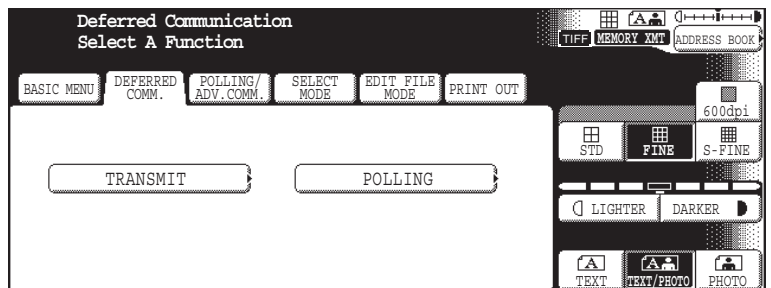 Deferred Communication
Select A Function
TIFF MEMORY XMT ADDRESS BOOK
BASIC MENU
DEFERRED
COMM.
POLLING/
ADV.COMM.
SELECT
MODE
EDIT FILE
MODE
PRINT OUT
600dpi
STD FINE S-FINE
TRANSMIT POLLING
LIGHTER DARKER
A A A
TEXT TEXT/PHOTO PHOTO